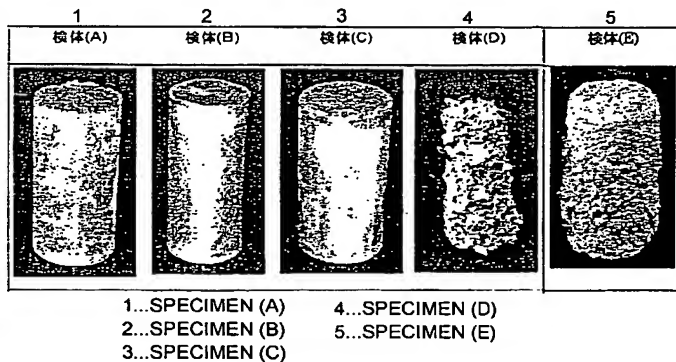 1 2 3 4 5
検体(A) 検体(B) 検体(C) 検体(D) 検体(E)
1...SPECIMEN (A) 4...SPECIMEN (D)
2...SPECIMEN (B) 5...SPECIMEN (E)
3...SPECIMEN (C)